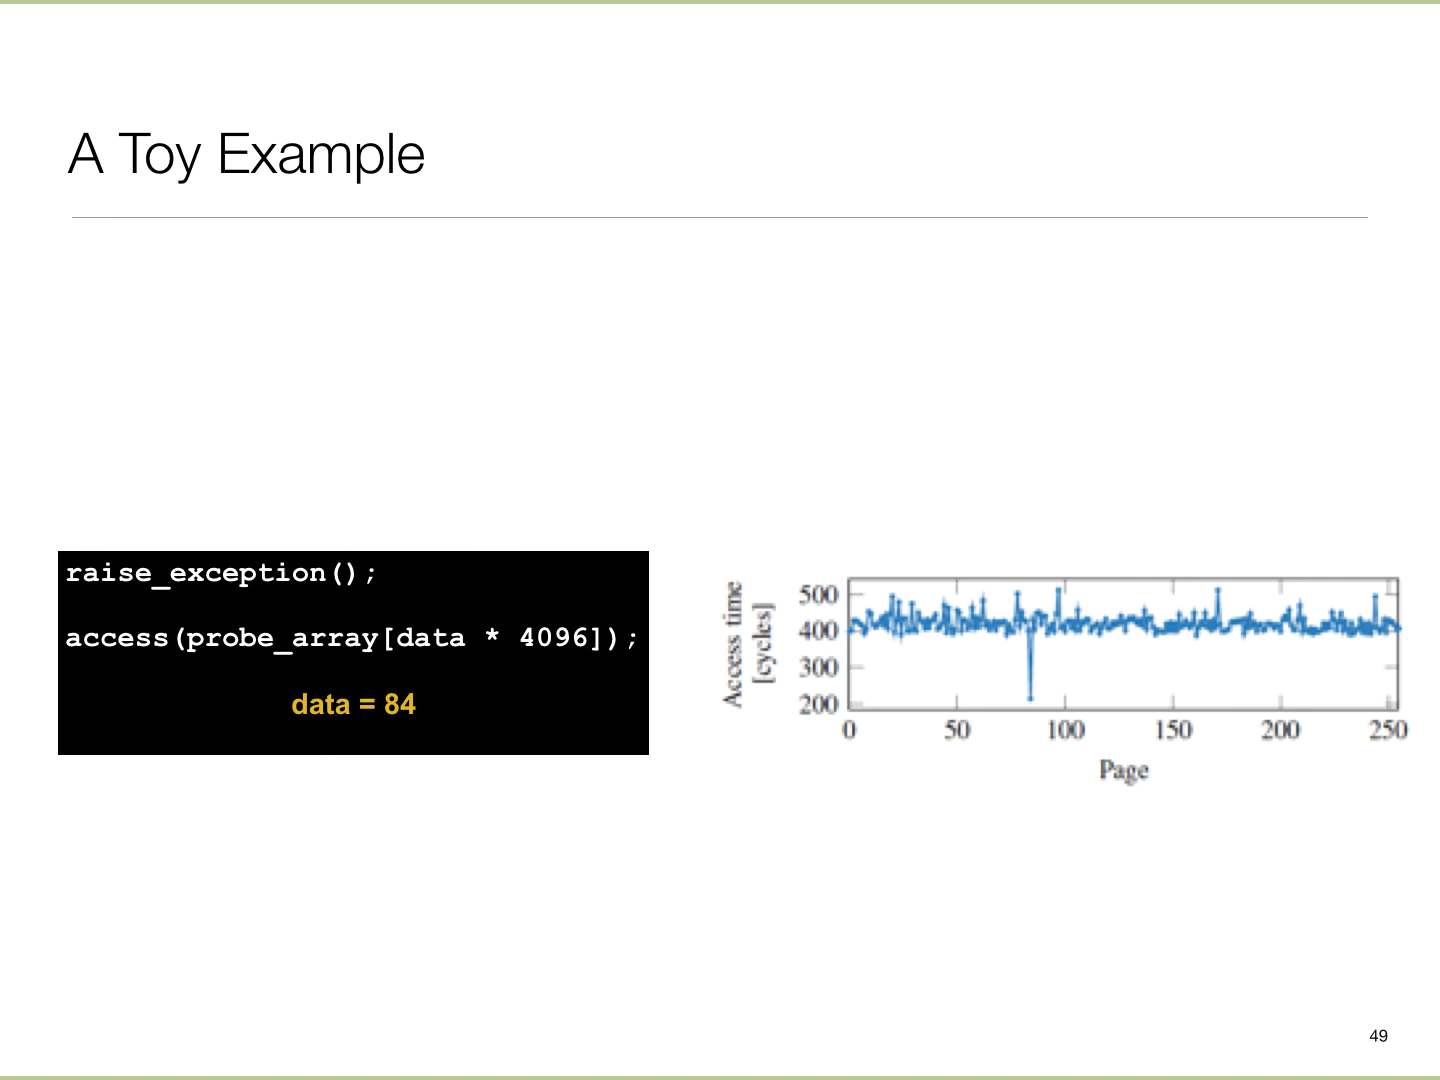 A Toy Example
raise_exception();
access(probe_array[data * 4096]);
data = 84
Access time
[cycles]
500
400
300
200
0 50 100 150 200 250
Page
49